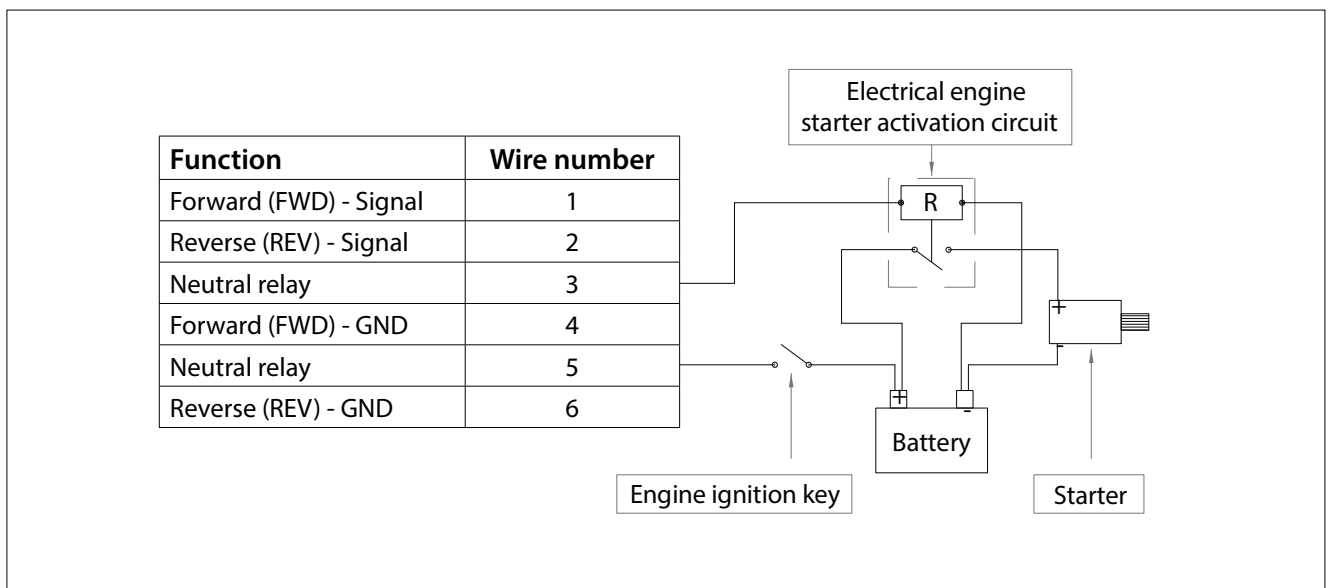 Electrical engine
starter activation circuit
Function Wire number
Forward (FWD) - Signal 1
Reverse (REV) - Signal 2
Neutral relay 3
Forward (FWD) - GND 4
Neutral relay 5
Reverse (REV) - GND 6
R
+
-
+
-
Battery
Engine ignition key
Starter